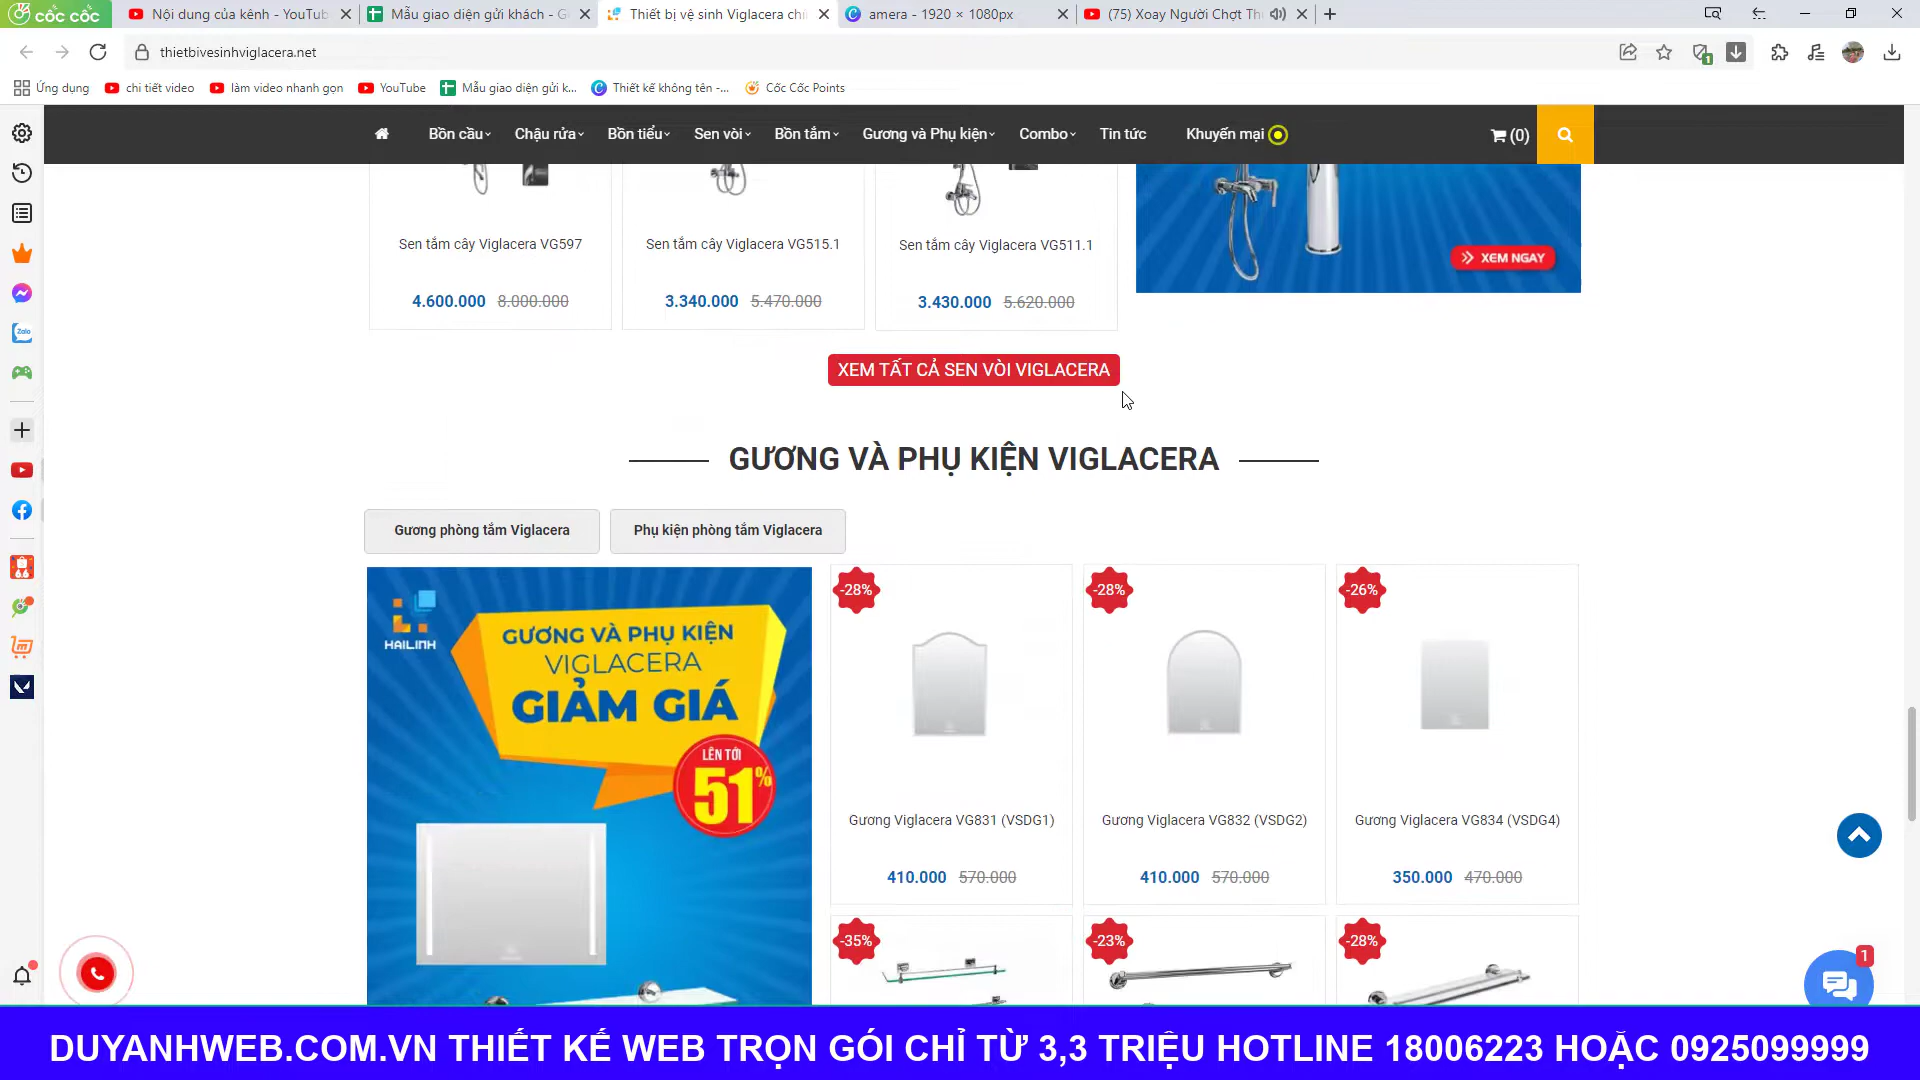 cốc cốc
Nội dung của kênh - YouTub
Mẫu giao diện gửi khách - G
Thiết bị vệ sinh Viglacera chí
amera - 1920 × 1080px
(75) Xoay Người Chợt Th
thietbivesinhviglacera.net
1
Ứng dụng
chi tiết video
làm video nhanh gọn
YouTube
Mẫu giao diện gửi k...
Thiết kế không tên -...
Cốc Cốc Points
Bồn cầu
Chậu rửa
Bồn tiểu
Sen vòi
Bồn tắm
Gương và Phụ kiện
Combo
Tin tức
Khuyến mại
(0)
Zalo
Sen tắm cây Viglacera VG597
Sen tắm cây Viglacera VG515.1
Sen tắm cây Viglacera VG511.1
XEM NGAY
4.600.000 8.000.000
3.340.000 5.470.000
3.430.000 5.620.000
XEM TẤT CẢ SEN VÒI VIGLACERA
GƯƠNG VÀ PHỤ KIỆN VIGLACERA
Gương phòng tắm Viglacera
Phụ kiện phòng tắm Viglacera
HAILINH
GƯƠNG VÀ PHỤ KIỆN
VIGLACERA
GIẢM GIÁ
LÊN TỚI
51%
-28%
-28%
-26%
Gương Viglacera VG831 (VSDG1)
Gương Viglacera VG832 (VSDG2)
Gương Viglacera VG834 (VSDG4)
410.000 570.000
410.000 570.000
350.000 470.000
-35%
-23%
-28%
1
DUYANHWEB.COM.VN THIẾT KẾ WEB TRỌN GÓI CHỈ TỪ 3,3 TRIỆU HOTLINE 18006223 HOẶC 0925099999